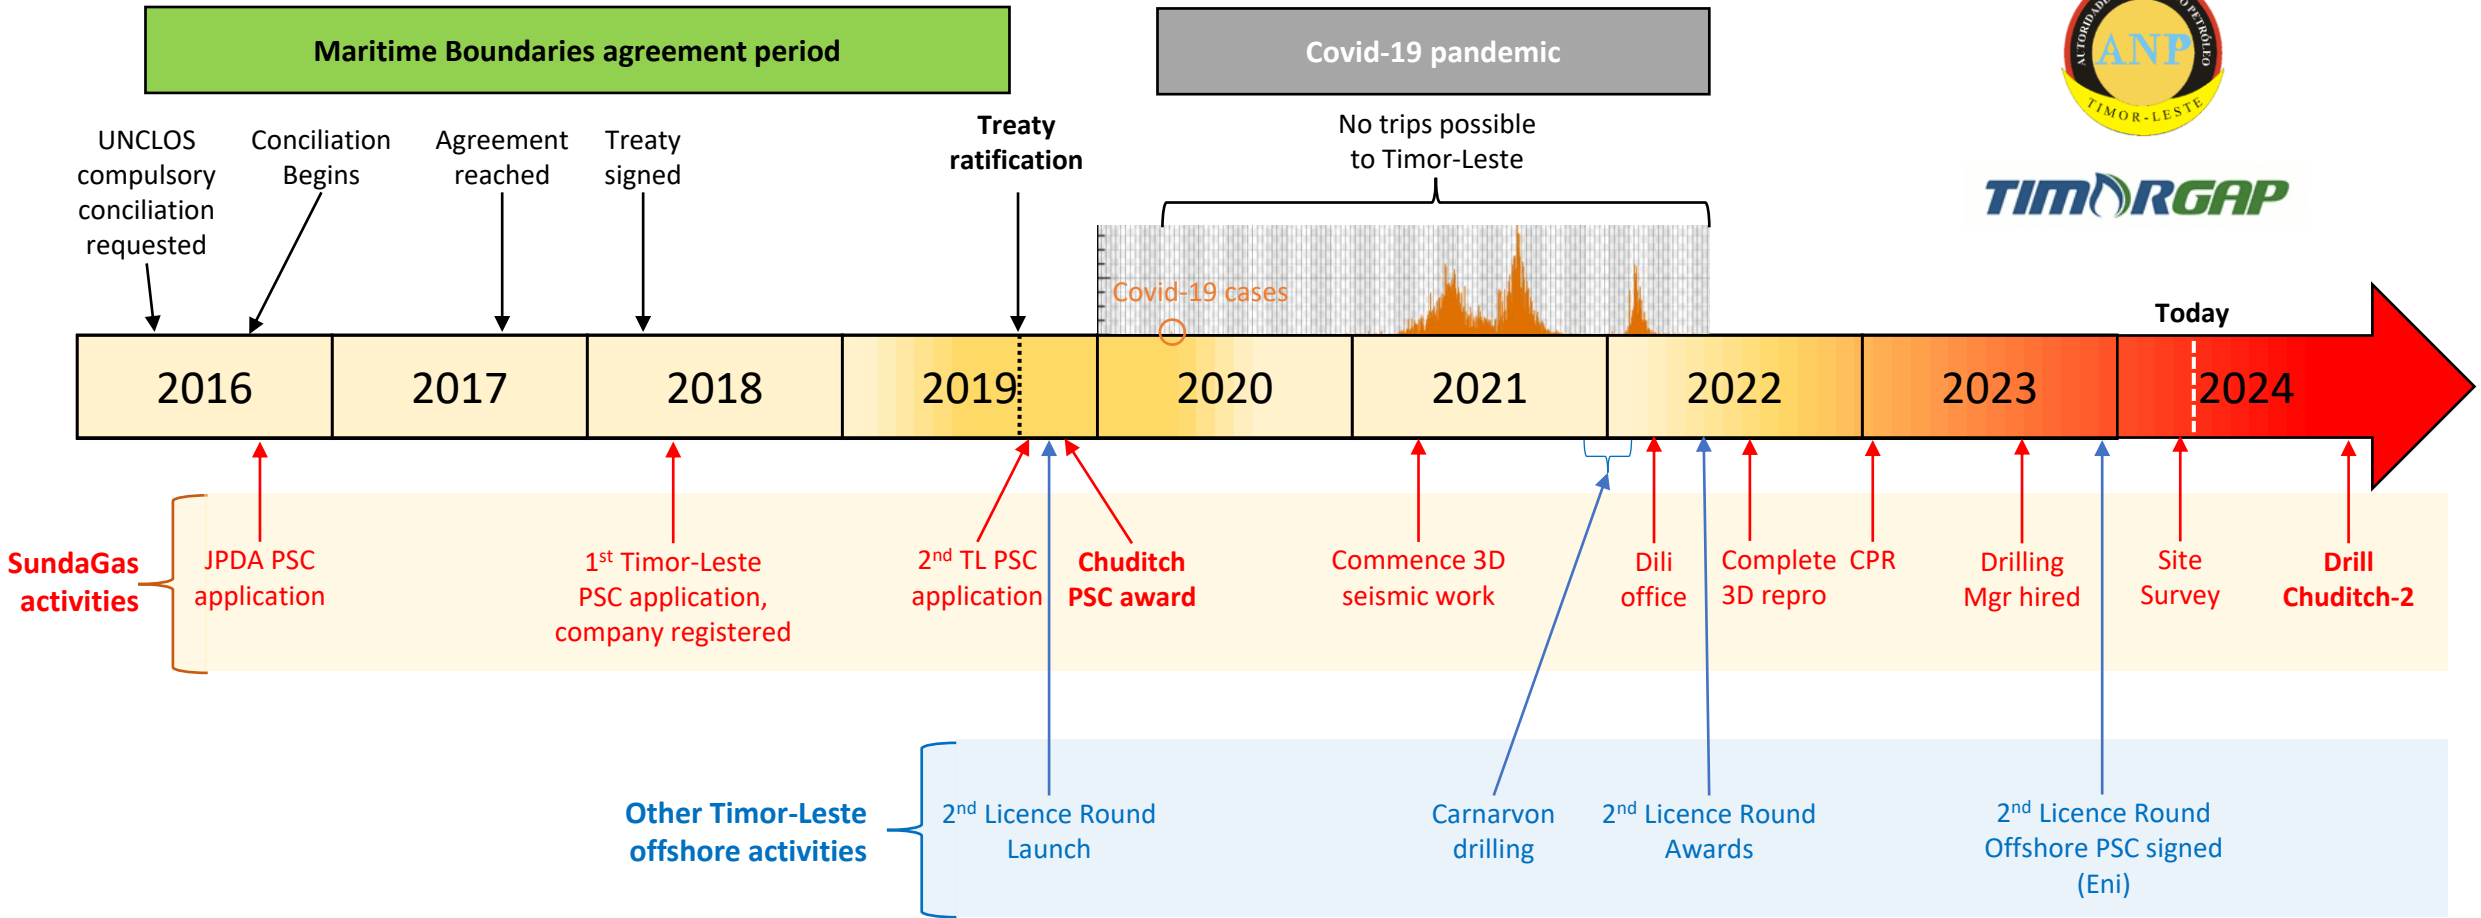 Maritime Boundaries agreement period
Covid-19 pandemic
ANP
TIMOR-LESTE
TIMORGAP
UNCLOS
compulsory
conciliation
requested
Conciliation
Begins
Agreement
reached
Treaty
signed
Treaty
ratification
No trips possible
to Timor-Leste
Covid-19 cases
Today
2016
2017
2018
2019
2020
2021
2022
2023
2024
SundaGas
activities
JPDA PSC
application
1st Timor-Leste
PSC application,
company registered
2nd TL PSC
application
Chuditch
PSC award
Commence 3D
seismic work
Dili
office
Complete
3D repro
CPR
Drilling
Mgr hired
Site
Survey
Drill
Chuditch-2
Other Timor-Leste
offshore activities
2nd Licence Round
Launch
Carnarvon
drilling
2nd Licence Round
Awards
2nd Licence Round
Offshore PSC signed
(Eni)